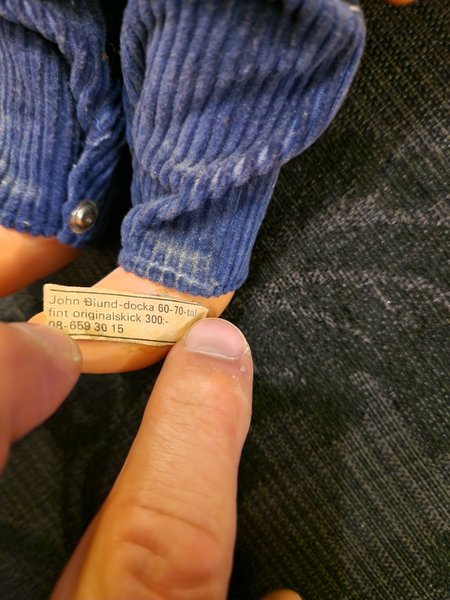 John Blund-docka 60-70-tal
fint originalskick 300:-
08-659 30 15